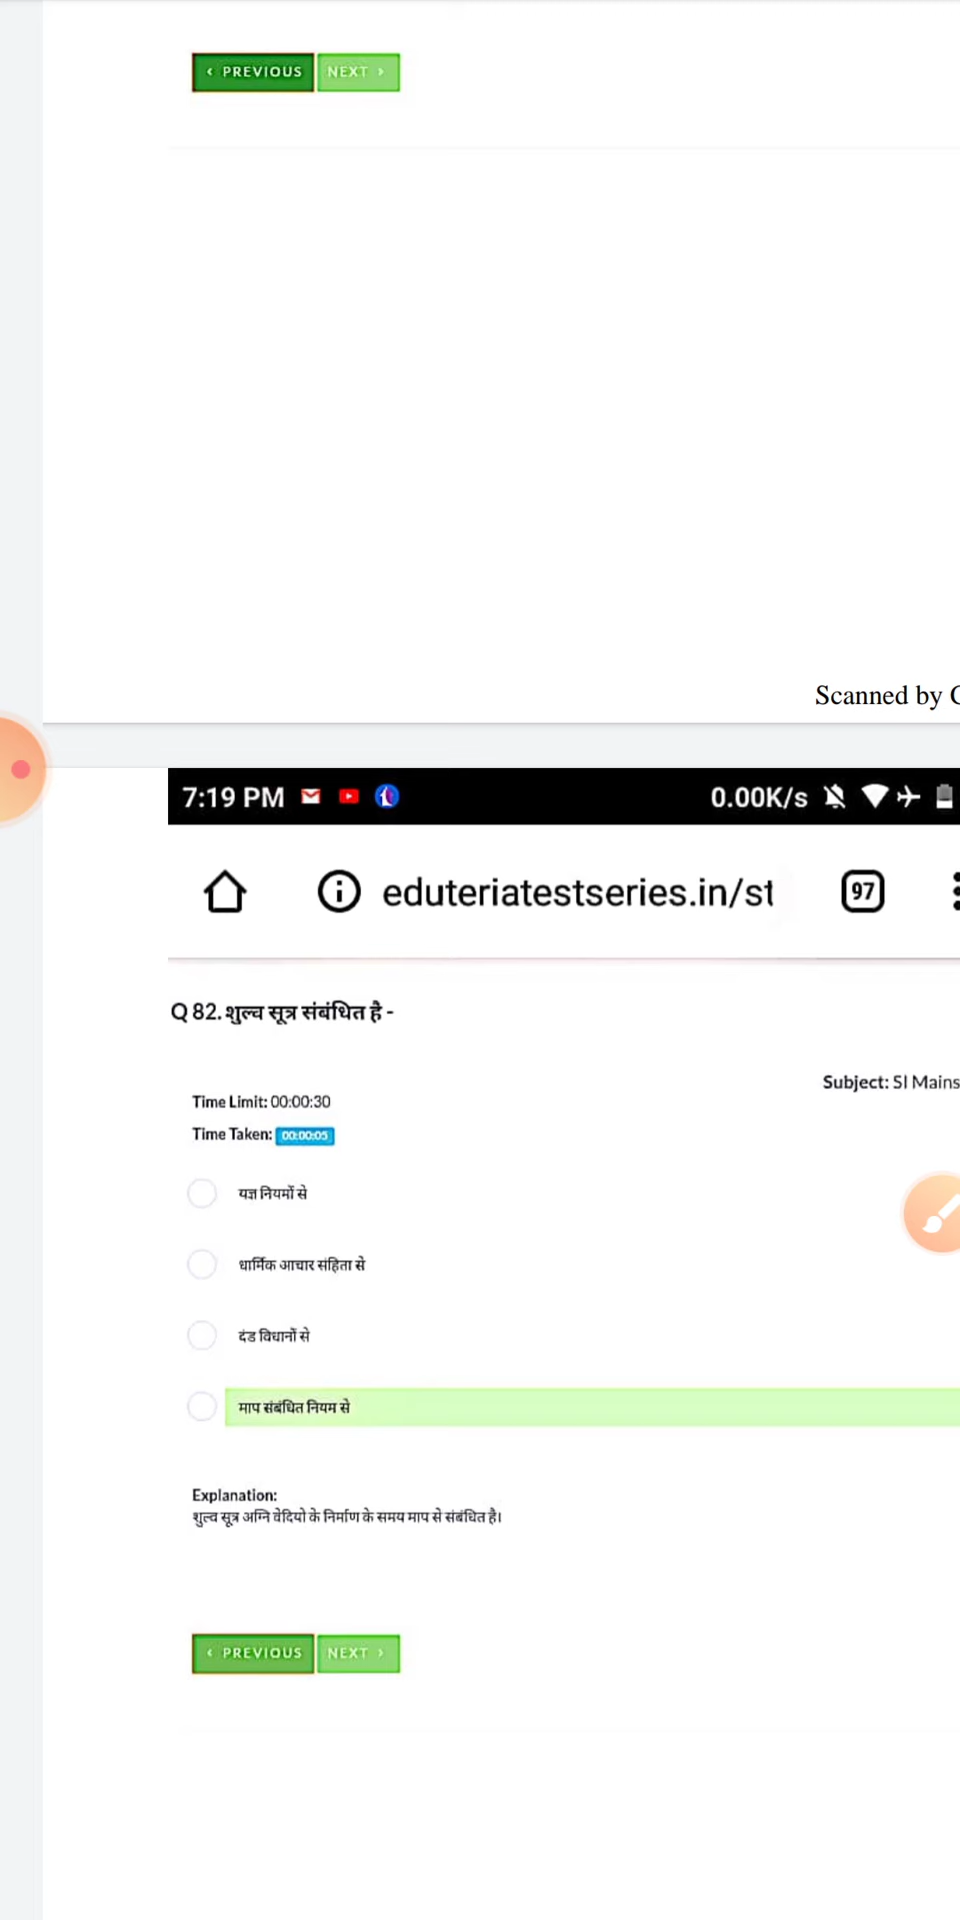 ‹ PREVIOUS NEXT ›
Scanned by
7:19 PM 0.00K/s
eduteriatestseries.in/st 97
Q 82. शुल्व सूत्र संबंधित है -
Subject: SI Mains
Time Limit: 00:00:30
Time Taken: 00:00:05
यज्ञ नियमों से
धार्मिक आचार संहिता से
दंड विधानों से
माप संबंधित नियम से
Explanation:
शुल्व सूत्र अग्नि वेदियो के निर्माण के समय माप से संबंधित है।
‹ PREVIOUS NEXT ›